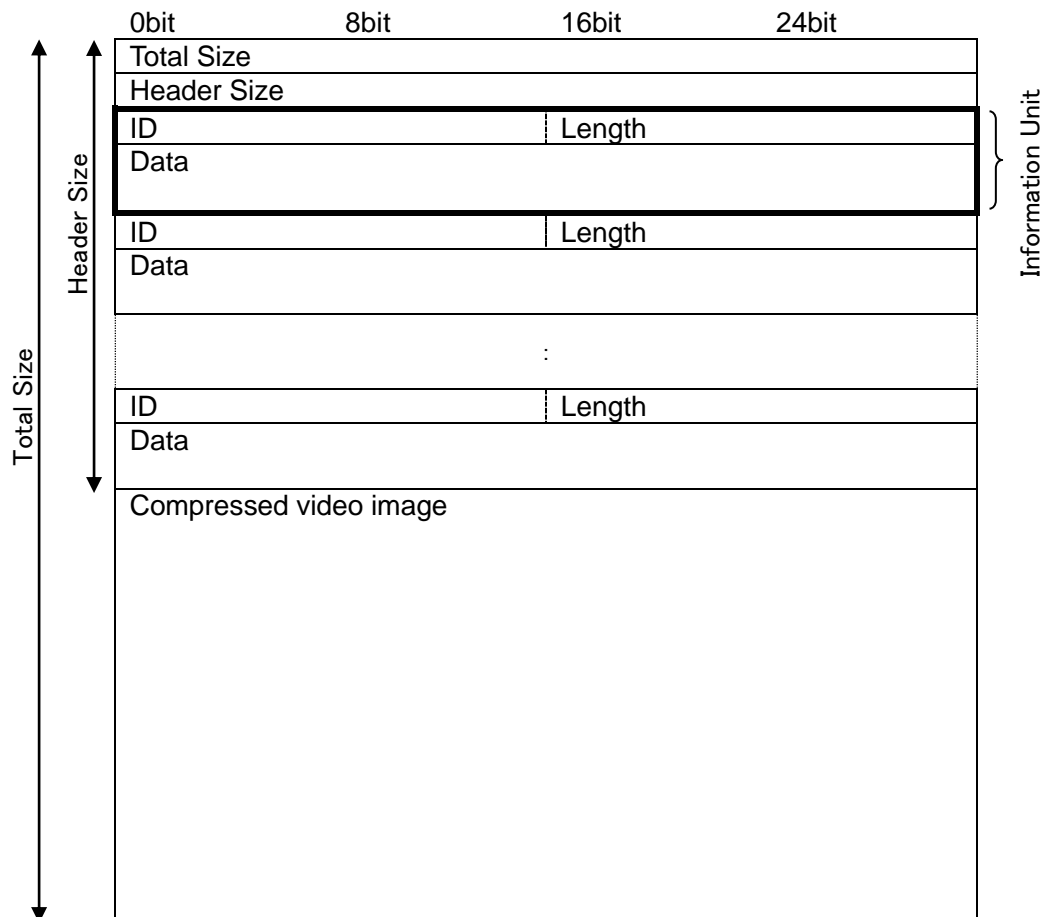 0bit 8bit 16bit 24bit
Total Size
Header Size
ID Length
Data
ID Length
Data
:
ID Length
Data
Compressed video image
Total Size
Header Size
Information Unit